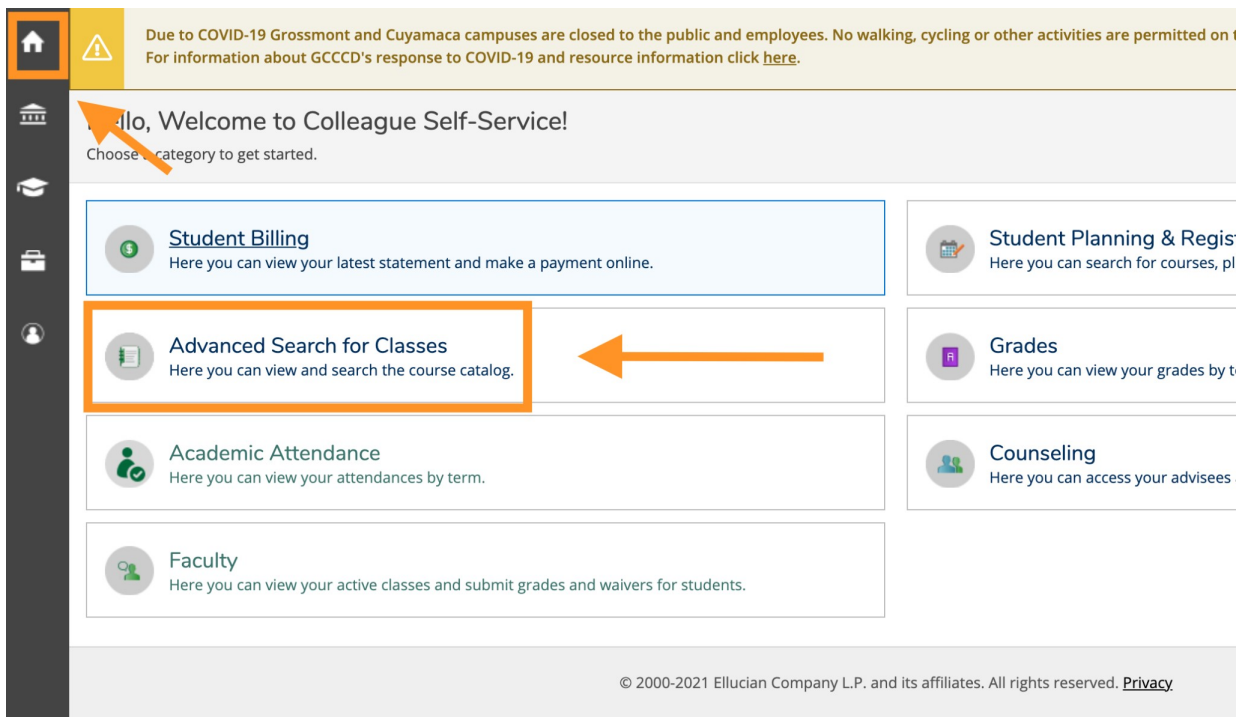 Due to COVID-19 Grossmont and Cuyamaca campuses are closed to the public and employees. No walking, cycling or other activities are permitted on
For information about GCCCD's response to COVID-19 and resource information click here.
Welcome to Colleague Self-Service!
Choose category to get started.
Student Billing
Here you can view your latest statement and make a payment online.
Student Planning &
Here you can search for courses,
Advanced Search for Classes
Here you can view and search the course catalog.
Grades
Here you can view your grades by
Academic Attendance
Here you can view your attendances by term.
Counseling
Here you can access your advisees
Faculty
Here you can view your active classes and submit grades and waivers for students.
© 2000-2021 Ellucian Company L.P. and its affiliates. All rights reserved. Privacy